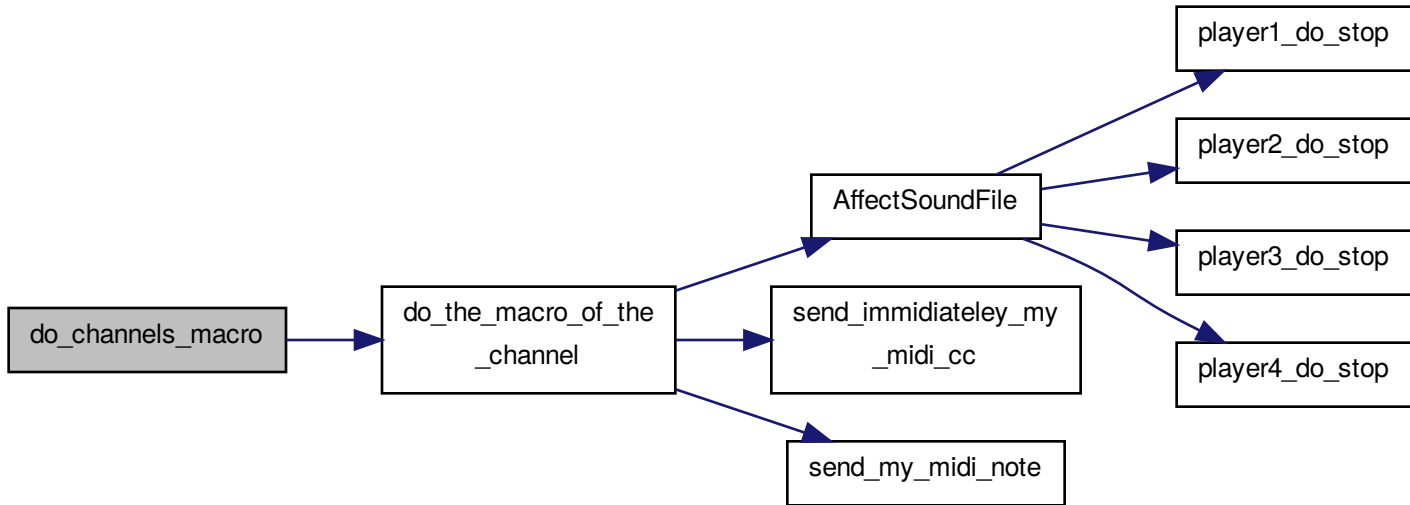 do_channels_macro
do_the_macro_of_the
_channel
AffectSoundFile
send_immidiateley_my
_midi_cc
send_my_midi_note
player1_do_stop
player2_do_stop
player3_do_stop
player4_do_stop